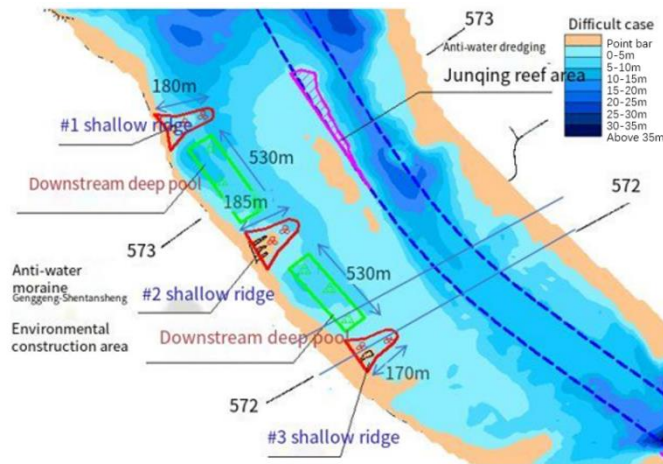 573
Anti-water dredging
Junqing reef area
Difficult case
Point bar
0-5m
5-10m
10-15m
15-20m
20-25m
25-30m
30-35m
Above 35m
180m
#1 shallow ridge
530m
Downstream deep pool
185m
572
573
530m
Anti-water
moraine
Genggeng-Shentansheng
#2 shallow ridge
Environmental
construction area
Downstream deep pool
170m
572
#3 shallow ridge